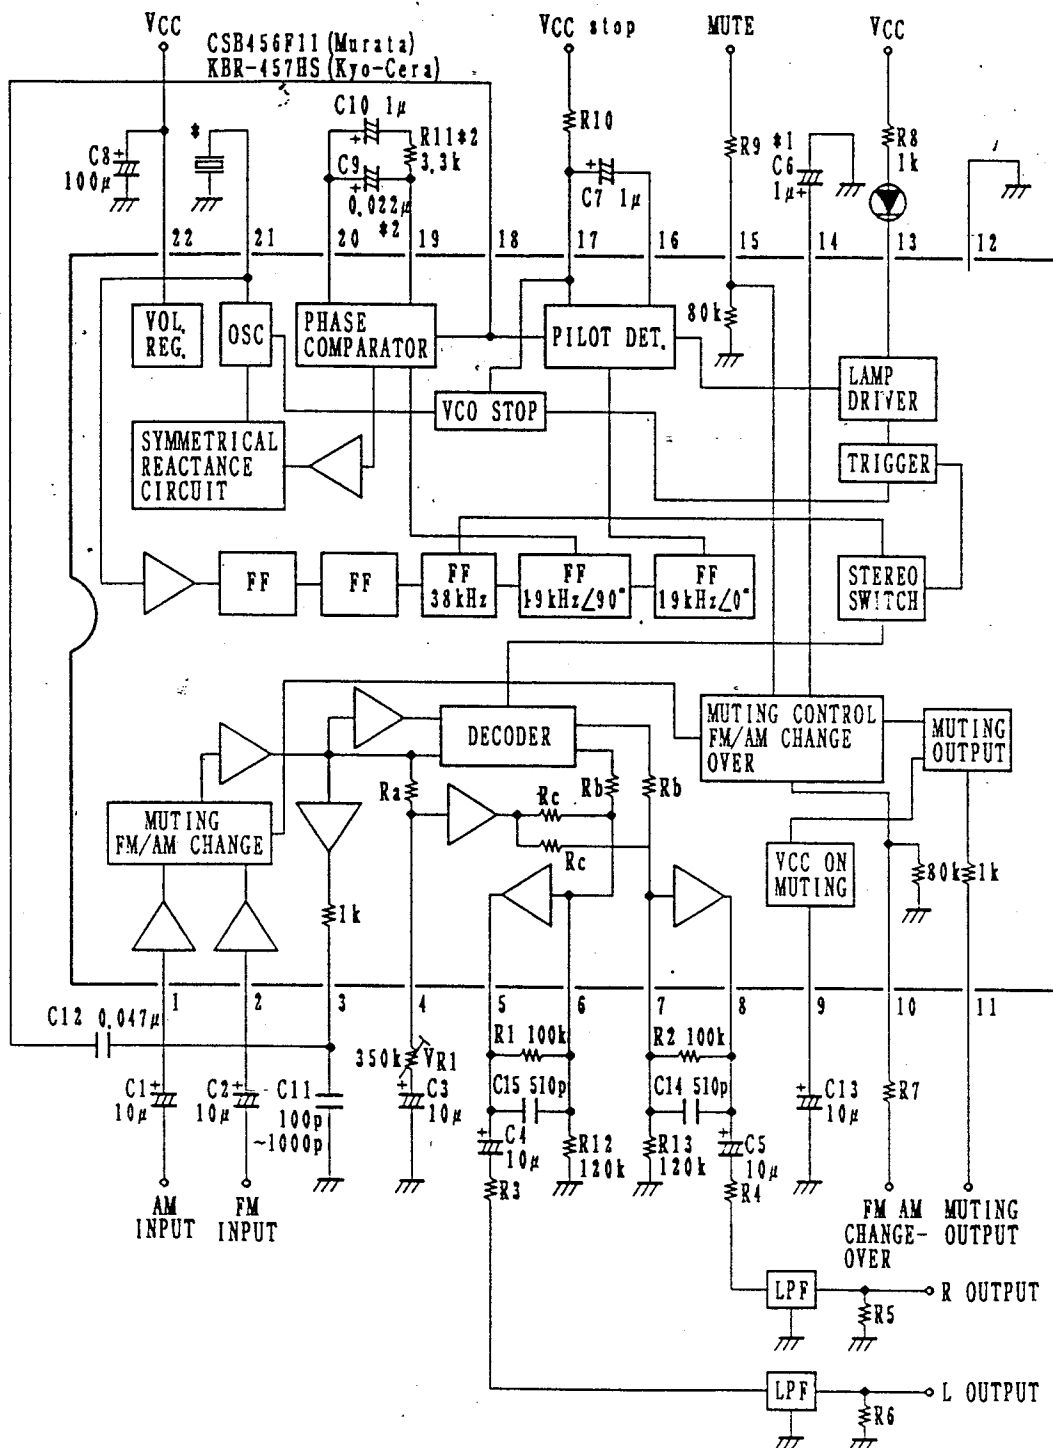 VCC
CSB456F11 (Murata)
KBR-457HS (Kyo-Cera)
VCC stop
MUTE
VCC
C8 +
100μ
*
C10 1μ
+
R11*2
3.3k
C9
+
0.022μ
*2
R10
+
C7 1μ
R9
*1
C6
1μ +
R8
1k
22
21
20
19
18
17
16
15
14
13
12
VOL.
REG.
OSC
PHASE
COMPARATOR
PILOT DET.
80k
LAMP
DRIVER
VCO STOP
SYMMETRICAL
REACTANCE
CIRCUIT
TRIGGER
FF
FF
FF
38kHz
FF
19kHz∠90°
FF
19kHz∠0°
STEREO
SWITCH
DECODER
MUTING CONTROL
FM/AM CHANGE
OVER
MUTING
OUTPUT
Ra
Rb
Rb
Rc
Rc
MUTING
FM/AM CHANGE
VCC ON
MUTING
80k
1k
1k
1
2
3
4
5
6
7
8
9
10
11
C12 0.047μ
R1 100k
R2 100k
350k VR1
C1 +
10μ
C2 +
10μ
C11
100p
~1000p
+ C3
10μ
C15 510p
C14 510p
+ C13
10μ
R7
+ C4
10μ
R12
120k
R13
120k
+ C5
10μ
R3
R4
AM
INPUT
FM
INPUT
FM AM
CHANGE-
OVER
MUTING
OUTPUT
LPF
R OUTPUT
R5
LPF
L OUTPUT
R6